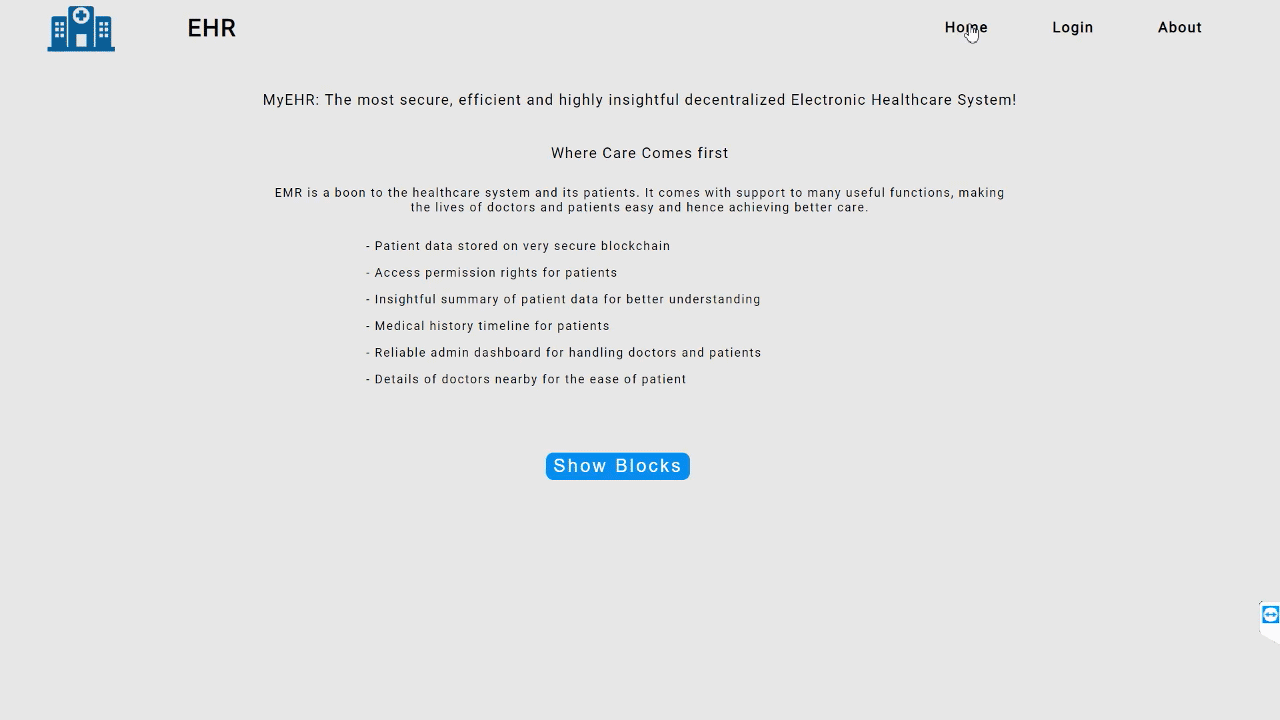 EHR
Home
Login
About
MyEHR: The most secure, efficient and highly insightful decentralized Electronic Healthcare System!
Where Care Comes first
EMR is a boon to the healthcare system and its patients. It comes with support to many useful functions, making
the lives of doctors and patients easy and hence achieving better care.
- Patient data stored on very secure blockchain
- Access permission rights for patients
- Insightful summary of patient data for better understanding
- Medical history timeline for patients
- Reliable admin dashboard for handling doctors and patients
- Details of doctors nearby for the ease of patient
Show Blocks